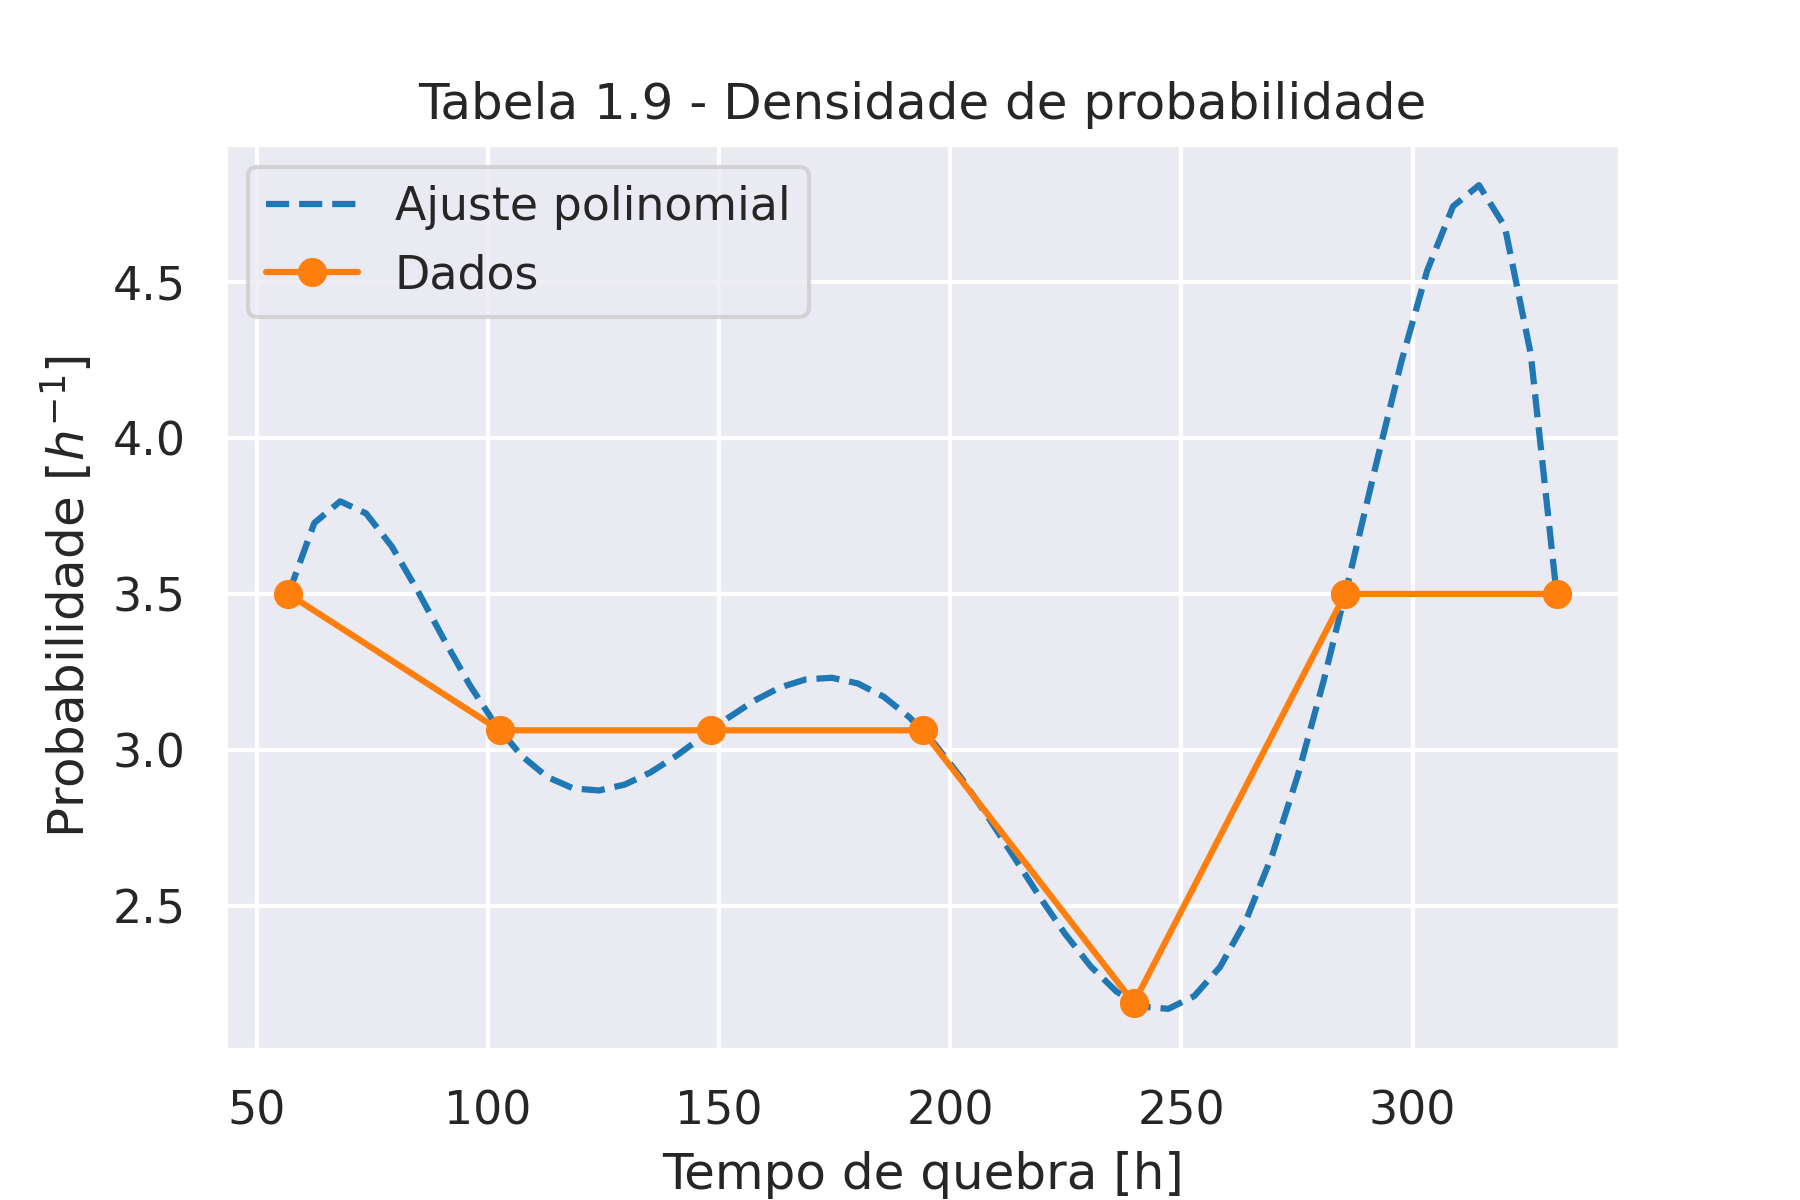 Tabela 1.9 - Densidade de probabilidade
Ajuste polinomial
Dados
Probabilidade [h⁻¹]
4.5
4.0
3.5
3.0
2.5
50 100 150 200 250 300
Tempo de quebra [h]